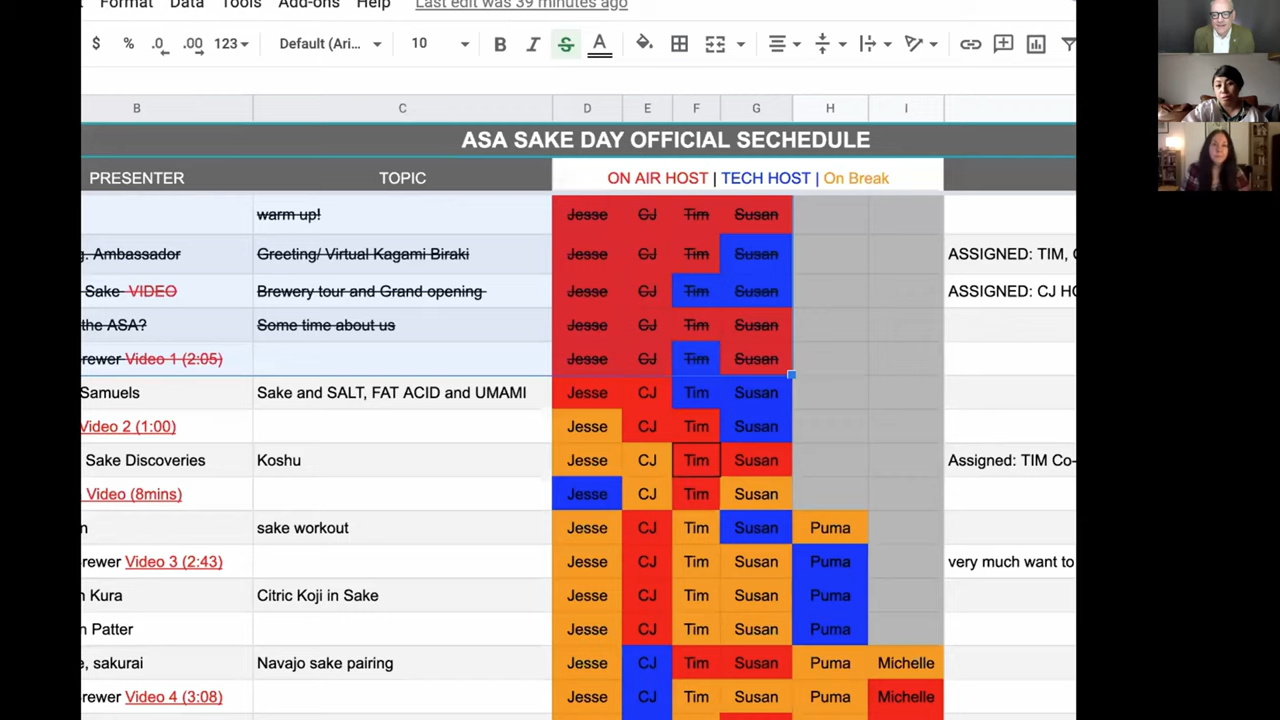 Format Data Tools Add-ons Help Last edit was 39 minutes ago
$ % .0 .00 123 Default (Ari... 10 B I S A
B C D E F G H I
ASA SAKE DAY OFFICIAL SECHEDULE
PRESENTER TOPIC ON AIR HOST | TECH HOST | On Break
warm up! Jesse CJ Tim Susan
g. Ambassador Greeting/ Virtual Kagami Biraki Jesse CJ Tim Susan ASSIGNED: TIM, C
Sake VIDEO Brewery tour and Grand opening Jesse CJ Tim Susan ASSIGNED: CJ HO
the ASA? Some time about us Jesse CJ Tim Susan
rewer Video 1 (2:05) Jesse CJ Tim Susan
Samuels Sake and SALT, FAT ACID and UMAMI Jesse CJ Tim Susan
Video 2 (1:00) Jesse CJ Tim Susan
Sake Discoveries Koshu Jesse CJ Tim Susan Assigned: TIM Co-
Video (8mins) Jesse CJ Tim Susan
n sake workout Jesse CJ Tim Susan Puma
rewer Video 3 (2:43) Jesse CJ Tim Susan Puma very much want to
n Kura Citric Koji in Sake Jesse CJ Tim Susan Puma
n Patter Jesse CJ Tim Susan Puma
e, sakurai Navajo sake pairing Jesse CJ Tim Susan Puma Michelle
rewer Video 4 (3:08) Jesse CJ Tim Susan Puma Michelle